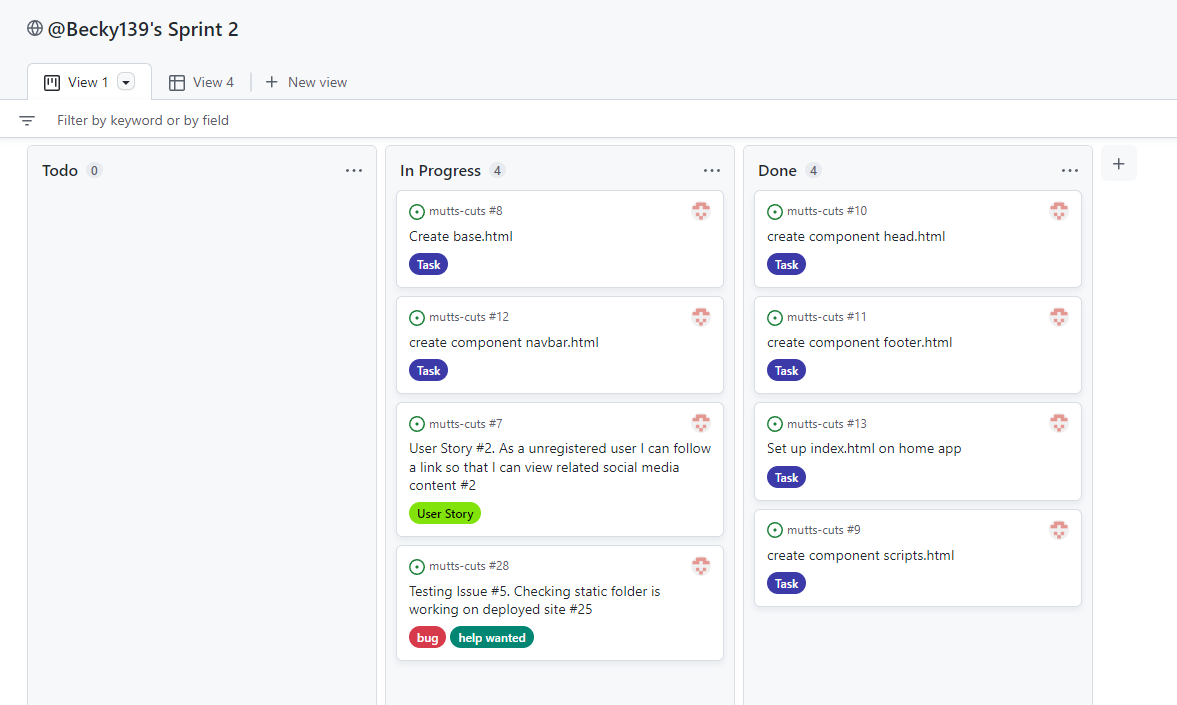 @Becky139's Sprint 2
View 1
View 4
New view
Filter by keyword or by field
Todo 0
In Progress 4
mutts-cuts #8
Create base.html
Task
mutts-cuts #12
create component navbar.html
Task
mutts-cuts #7
User Story #2. As a unregistered user I can follow
a link so that I can view related social media
content #2
User Story
mutts-cuts #28
Testing Issue #5. Checking static folder is
working on deployed site #25
bug help wanted
Done 4
mutts-cuts #10
create component head.html
Task
mutts-cuts #11
create component footer.html
Task
mutts-cuts #13
Set up index.html on home app
Task
mutts-cuts #9
create component scripts.html
Task